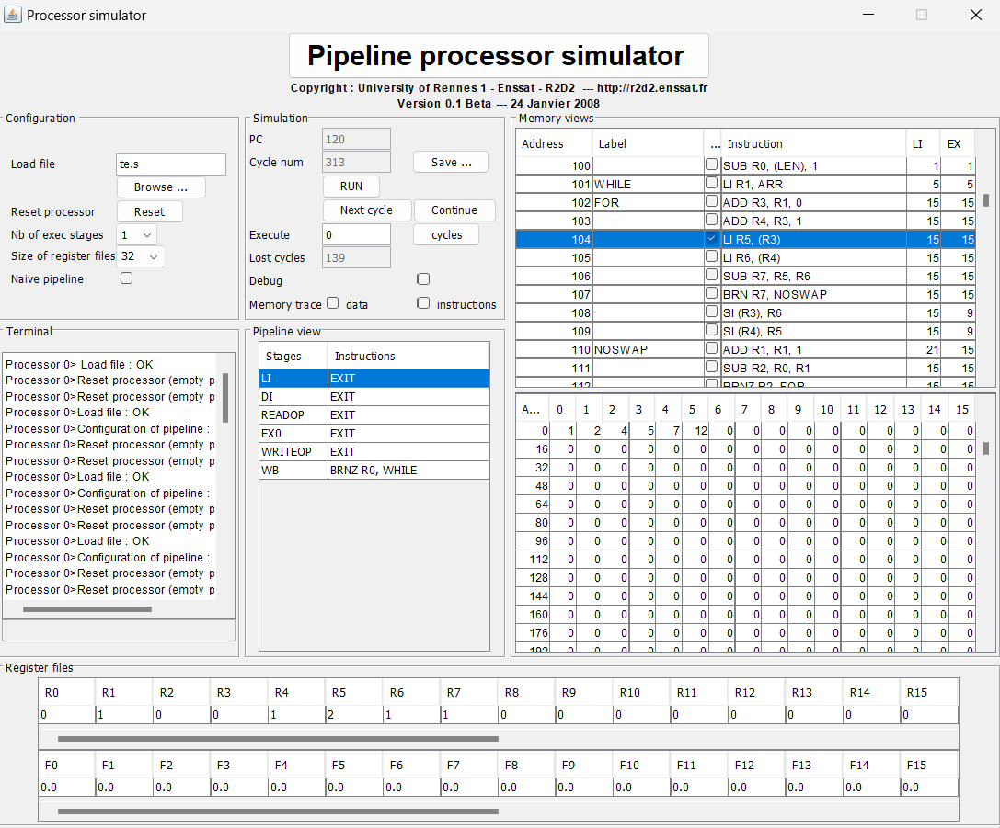 Processor simulator
Pipeline processor simulator
Copyright : University of Rennes 1 - Enssat - R2D2 --- http://r2d2.enssat.fr
Version 0.1 Beta --- 24 Janvier 2008
Configuration
Load file te.s
Browse ...
Reset processor Reset
Nb of exec stages 1
Size of register files 32
Naive pipeline
Simulation
PC 120
Cycle num 313 Save ...
RUN
Next cycle Continue
Execute 0 cycles
Lost cycles 139
Debug
Memory trace data instructions
Memory views
Address Label ... Instruction LI EX
100 SUB R0, (LEN), 1 1 1
101 WHILE LI R1, ARR 5 5
102 FOR ADD R3, R1, 0 15 15
103 ADD R4, R3, 1 15 15
104 LI R5, (R3) 15 15
105 LI R6, (R4) 15 15
106 SUB R7, R5, R6 15 15
107 BRN R7, NOSWAP 15 15
108 SI (R3), R6 15 9
109 SI (R4), R5 15 9
110 NOSWAP ADD R1, R1, 1 21 15
111 SUB R2, R0, R1 15 15
112 BRNZ R2, FOR 15 15
A... 0 1 2 3 4 5 6 7 8 9 10 11 12 13 14 15
0 1 2 4 5 7 12 0 0 0 0 0 0 0 0 0 0
16 0 0 0 0 0 0 0 0 0 0 0 0 0 0 0 0
32 0 0 0 0 0 0 0 0 0 0 0 0 0 0 0 0
48 0 0 0 0 0 0 0 0 0 0 0 0 0 0 0 0
64 0 0 0 0 0 0 0 0 0 0 0 0 0 0 0 0
80 0 0 0 0 0 0 0 0 0 0 0 0 0 0 0 0
96 0 0 0 0 0 0 0 0 0 0 0 0 0 0 0 0
112 0 0 0 0 0 0 0 0 0 0 0 0 0 0 0 0
128 0 0 0 0 0 0 0 0 0 0 0 0 0 0 0 0
144 0 0 0 0 0 0 0 0 0 0 0 0 0 0 0 0
160 0 0 0 0 0 0 0 0 0 0 0 0 0 0 0 0
176 0 0 0 0 0 0 0 0 0 0 0 0 0 0 0 0
192 0 0 0 0 0 0 0 0 0 0 0 0 0 0 0 0
Terminal
Processor 0> Load file : OK
Processor 0>Reset processor (empty p
Processor 0>Reset processor (empty p
Processor 0>Load file : OK
Processor 0>Configuration of pipeline :
Processor 0>Reset processor (empty p
Processor 0>Reset processor (empty p
Processor 0>Load file : OK
Processor 0>Configuration of pipeline :
Processor 0>Reset processor (empty p
Processor 0>Reset processor (empty p
Processor 0>Load file : OK
Processor 0>Configuration of pipeline :
Processor 0>Reset processor (empty p
Processor 0>Reset processor (empty p
Pipeline view
Stages Instructions
LI EXIT
DI EXIT
READOP EXIT
EX0 EXIT
WRITEOP EXIT
WB BRNZ R0, WHILE
Register files
R0 R1 R2 R3 R4 R5 R6 R7 R8 R9 R10 R11 R12 R13 R14 R15
0 1 0 0 1 2 1 1 0 0 0 0 0 0 0 0
F0 F1 F2 F3 F4 F5 F6 F7 F8 F9 F10 F11 F12 F13 F14 F15
0.0 0.0 0.0 0.0 0.0 0.0 0.0 0.0 0.0 0.0 0.0 0.0 0.0 0.0 0.0 0.0